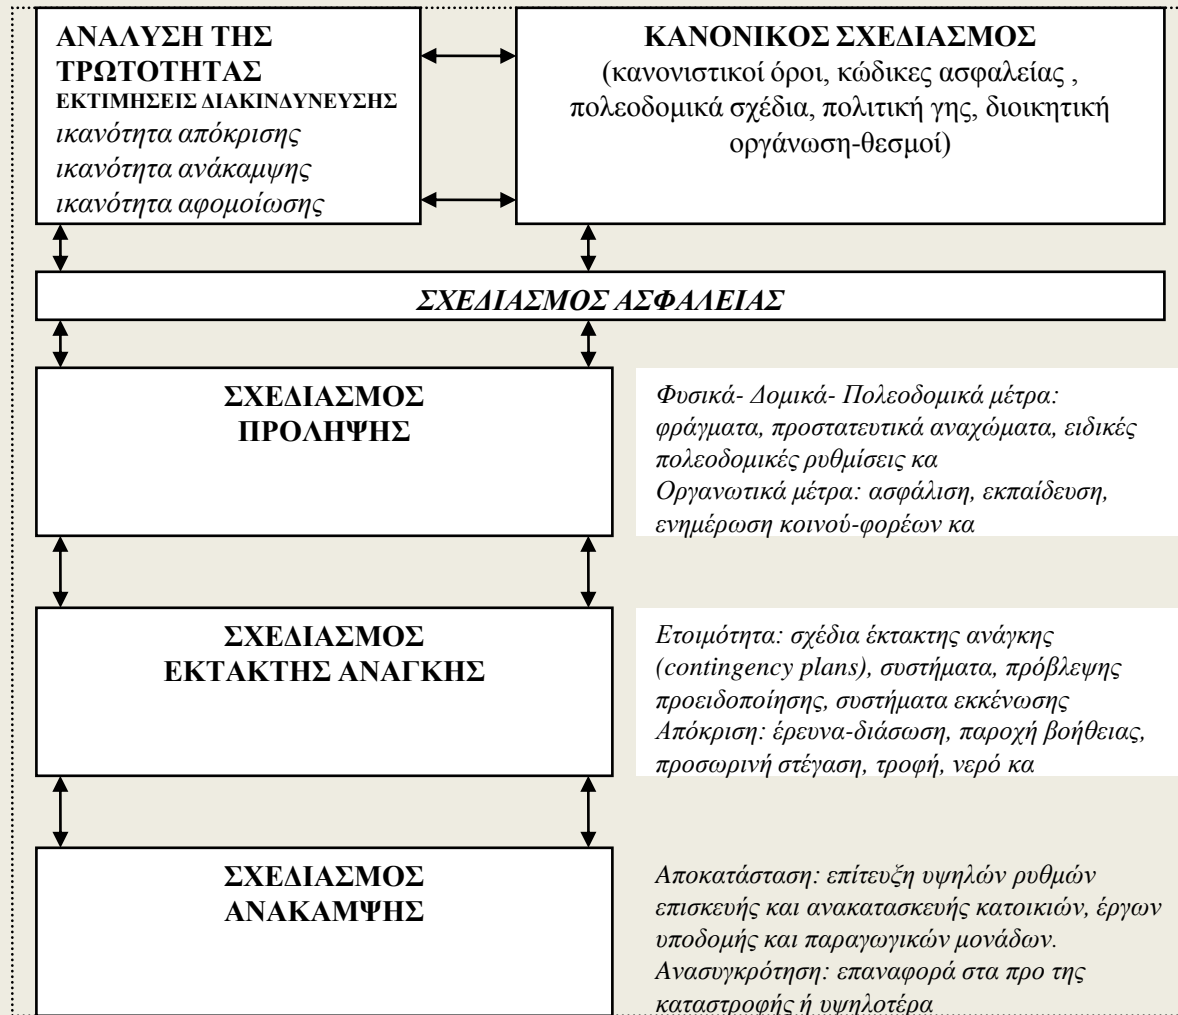 ΑΝΑΛΥΣΗ ΤΗΣ
ΤΡΩΤΟΤΗΤΑΣ
ΕΚΤΙΜΗΣΕΙΣ ΔΙΑΚΙΝΔΥΝΕΥΣΗΣ
ικανότητα απόκρισης
ικανότητα ανάκαμψης
ικανότητα αφομοίωσης
ΚΑΝΟΝΙΚΟΣ ΣΧΕΔΙΑΣΜΟΣ
(κανονιστικοί όροι, κώδικες ασφαλείας ,
πολεοδομικά σχέδια, πολιτική γης, διοικητική
οργάνωση-θεσμοί)
ΣΧΕΔΙΑΣΜΟΣ ΑΣΦΑΛΕΙΑΣ
ΣΧΕΔΙΑΣΜΟΣ
ΠΡΟΛΗΨΗΣ
Φυσικά- Δομικά- Πολεοδομικά μέτρα:
φράγματα, προστατευτικά αναχώματα, ειδικές
πολεοδομικές ρυθμίσεις κα
Οργανωτικά μέτρα: ασφάλιση, εκπαίδευση,
ενημέρωση κοινού-φορέων κα
ΣΧΕΔΙΑΣΜΟΣ
ΕΚΤΑΚΤΗΣ ΑΝΑΓΚΗΣ
Ετοιμότητα: σχέδια έκτακτης ανάγκης
(contingency plans), συστήματα, πρόβλεψης
προειδοποίησης, συστήματα εκκένωσης
Απόκριση: έρευνα-διάσωση, παροχή βοήθειας,
προσωρινή στέγαση, τροφή, νερό κα
ΣΧΕΔΙΑΣΜΟΣ
ΑΝΑΚΑΜΨΗΣ
Αποκατάσταση: επίτευξη υψηλών ρυθμών
επισκευής και ανακατασκευής κατοικιών, έργων
υποδομής και παραγωγικών μονάδων.
Ανασυγκρότηση: επαναφορά στα προ της
καταστροφής ή υψηλοτέρα